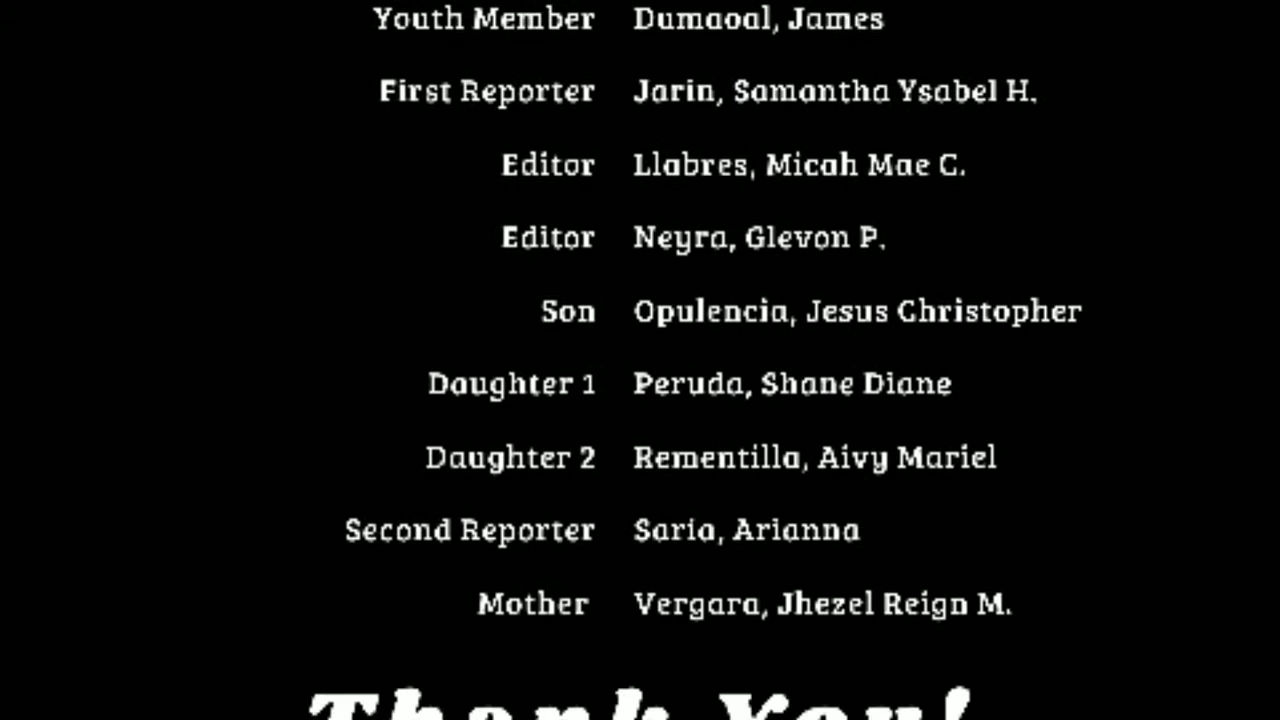 Youth Member Dumaoal, James
First Reporter Jarin, Samantha Ysabel H.
Editor Llabres, Micah Mae C.
Editor Neyra, Glevon P.
Son Opulencia, Jesus Christopher
Daughter 1 Peruda, Shane Diane
Daughter 2 Rementilla, Aivy Mariel
Second Reporter Saria, Arianna
Mother Vergara, Jhezel Reign M.
Thank You!